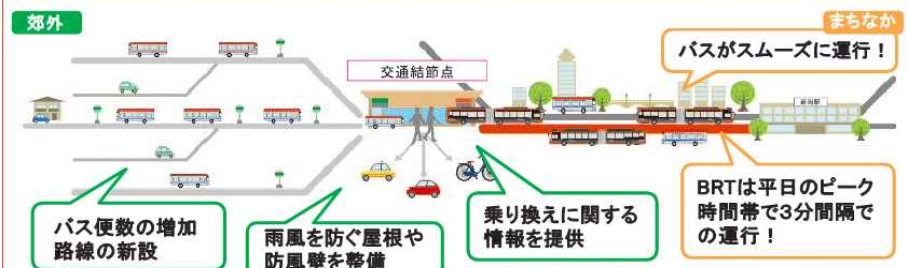 郊外
まちなか
バスがスムーズに運行！
交通結節点
新潟駅
バス便数の増加
路線の新設
雨風を防ぐ屋根や
防風壁を整備
乗り換えに関する
情報を提供
BRTは平日のピーク
時間帯で3分間隔で
の運行！